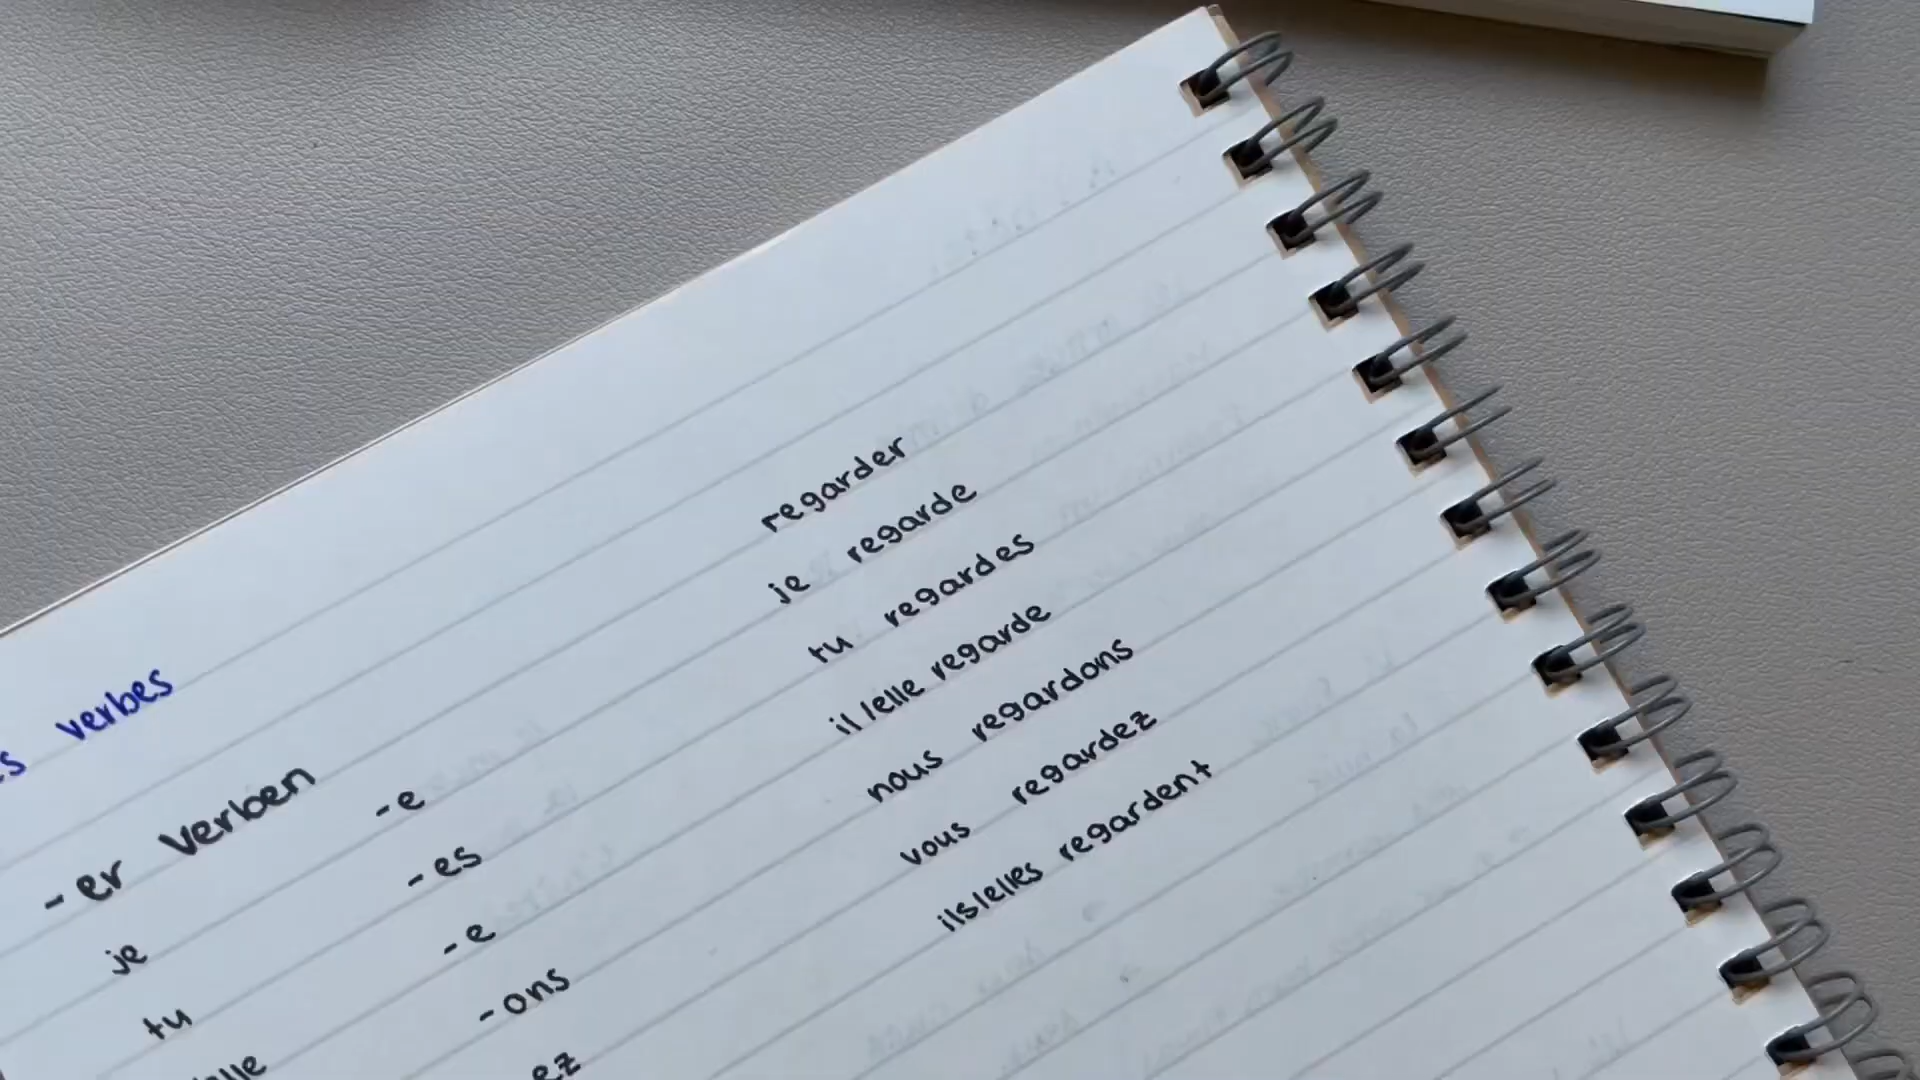 verbes
-er Verben
je -e
tu -es
-e
-ons
ez
regarder
je regarde
tu regardes
il/elle regarde
nous regardons
vous regardez
ils/elles regardent